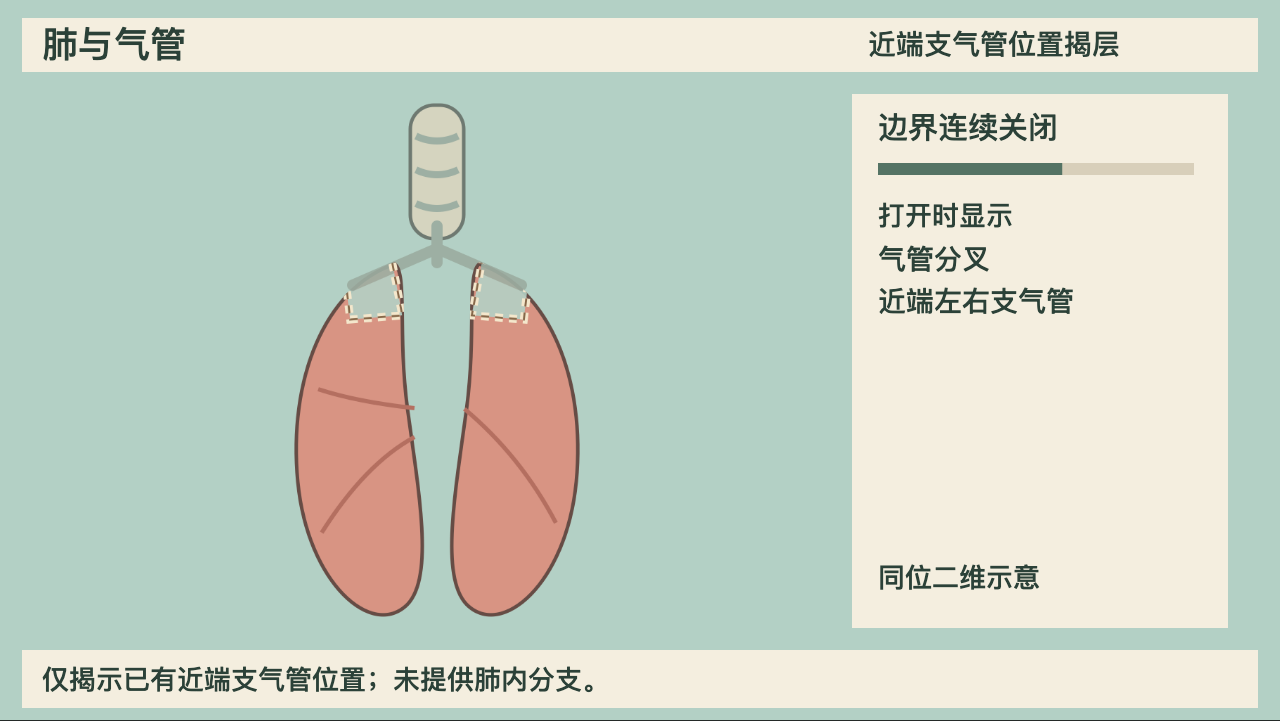 肺与气管
近端支气管位置揭层
边界连续关闭
打开时显示
气管分叉
近端左右支气管
同位二维示意
仅揭示已有近端支气管位置；未提供肺内分支。